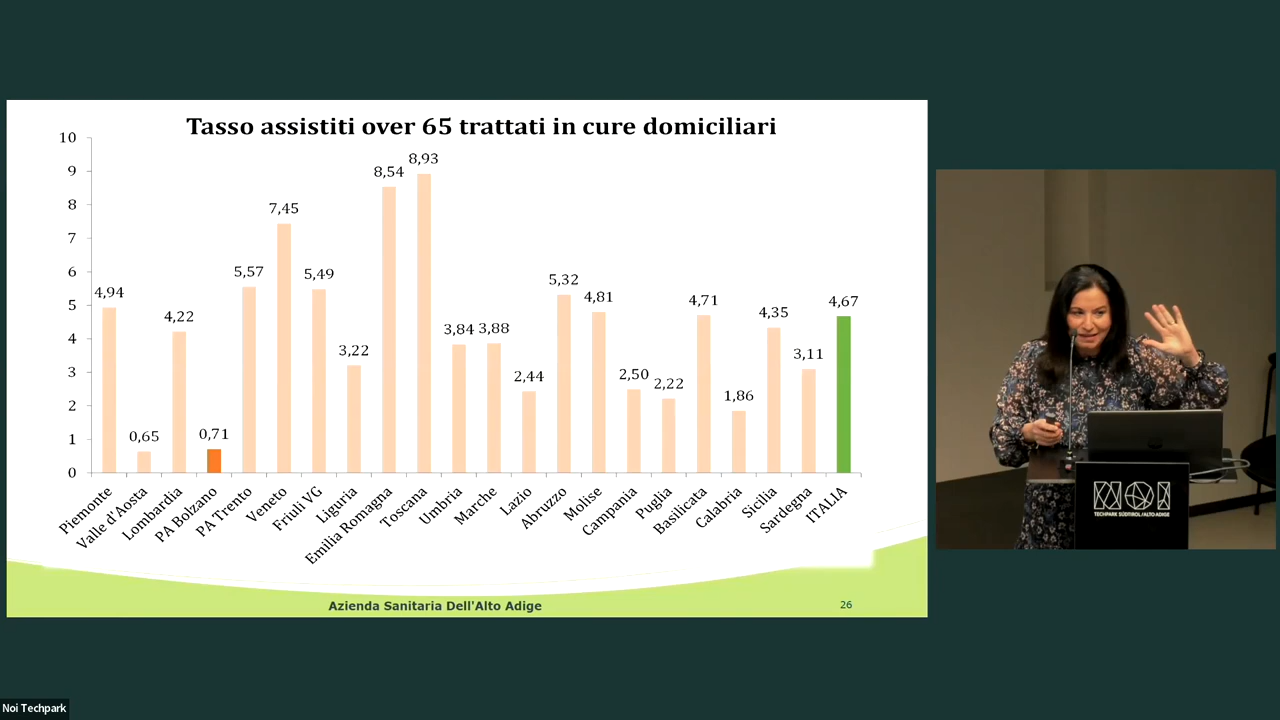 Tasso assistiti over 65 trattati in cure domiciliari
10
9
8
7
6
5
4
3
2
1
0
4,94
0,65
4,22
0,71
5,57
7,45
5,49
3,22
8,54
8,93
3,84
3,88
2,44
5,32
4,81
2,50
2,22
4,71
1,86
4,35
3,11
4,67
Piemonte
Valle d'Aosta
Lombardia
PA Bolzano
PA Trento
Veneto
Friuli VG
Liguria
Emilia Romagna
Toscana
Umbria
Marche
Lazio
Abruzzo
Molise
Campania
Puglia
Basilicata
Calabria
Sicilia
Sardegna
ITALIA
Azienda Sanitaria Dell'Alto Adige
26
NOI
TECHPARK SÜDTIROL/ALTO ADIGE
Noi Techpark